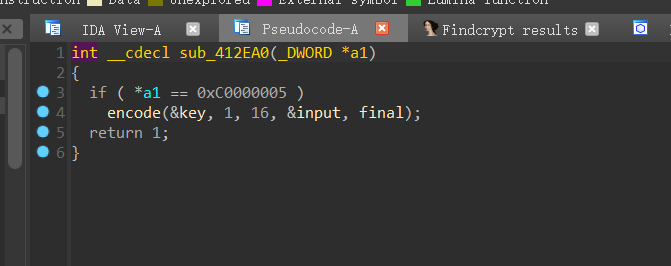 Data
Unexplored
External symbol
Lumina function
IDA View-A
Pseudocode-A
Findcrypt results
1 int __cdecl sub_412EA0(_DWORD *a1)
2 {
3 if ( *a1 == 0xC0000005 )
4 encode(&key, 1, 16, &input, final);
5 return 1;
6 }